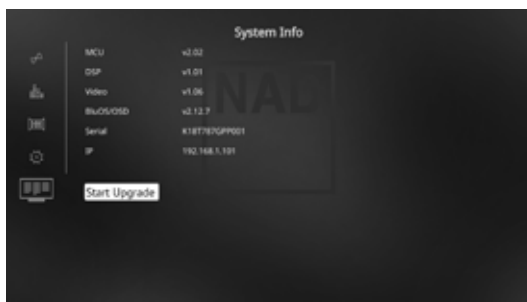 System Info
MCU v2.02
DSP v1.01
Video v1.06
BluOS/OSD v2.12.7
Serial K18T787GPP001
IP 192.168.1.101
NAD
Start Upgrade